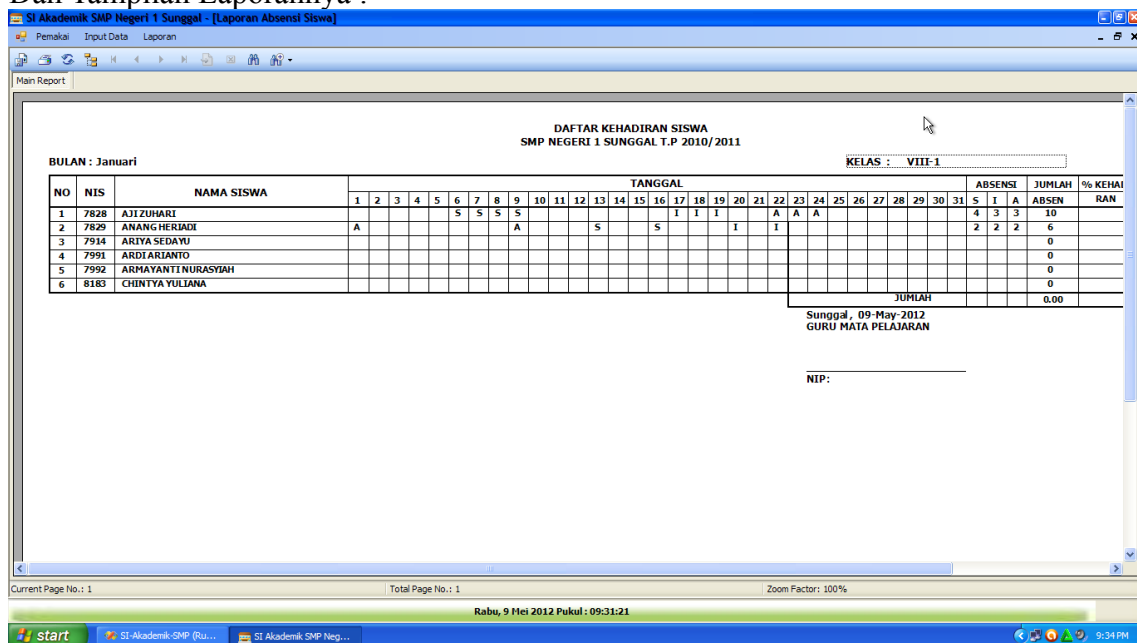 Dan Tampilan Laporannya :
SI Akademik SMP Negeri 1 Sunggal - [Laporan Absensi Siswa]
Pemakai Input Data Laporan
Main Report
DAFTAR KEHADIRAN SISWA
SMP NEGERI 1 SUNGGAL T.P 2010/2011
BULAN : Januari KELAS : VIII-1
NO NIS NAMA SISWA TANGGAL ABSENSI JUMLAH ABSEN % KEHAI RAN
1 2 3 4 5 6 7 8 9 10 11 12 13 14 15 16 17 18 19 20 21 22 23 24 25 26 27 28 29 30 31 S I A
1 7828 AJI ZUHARI S S S S I I I A A A 4 3 3 10
2 7829 ANANG HERIADI A A S S I I 2 2 2 6
3 7914 ARIYA SEDAYU 0
4 7991 ARDI ARIANTO 0
5 7992 ARMAYANTI NURASYIAH 0
6 8183 CHINTYA YULIANA 0
JUMLAH 0.00
Sunggal, 09-May-2012
GURU MATA PELAJARAN
NIP:
Current Page No.: 1 Total Page No.: 1 Zoom Factor: 100%
Rabu, 9 Mei 2012 Pukul : 09:31:21
start SI-Akademik-SMP (Ru... SI Akademik SMP Neg... 9:34 PM